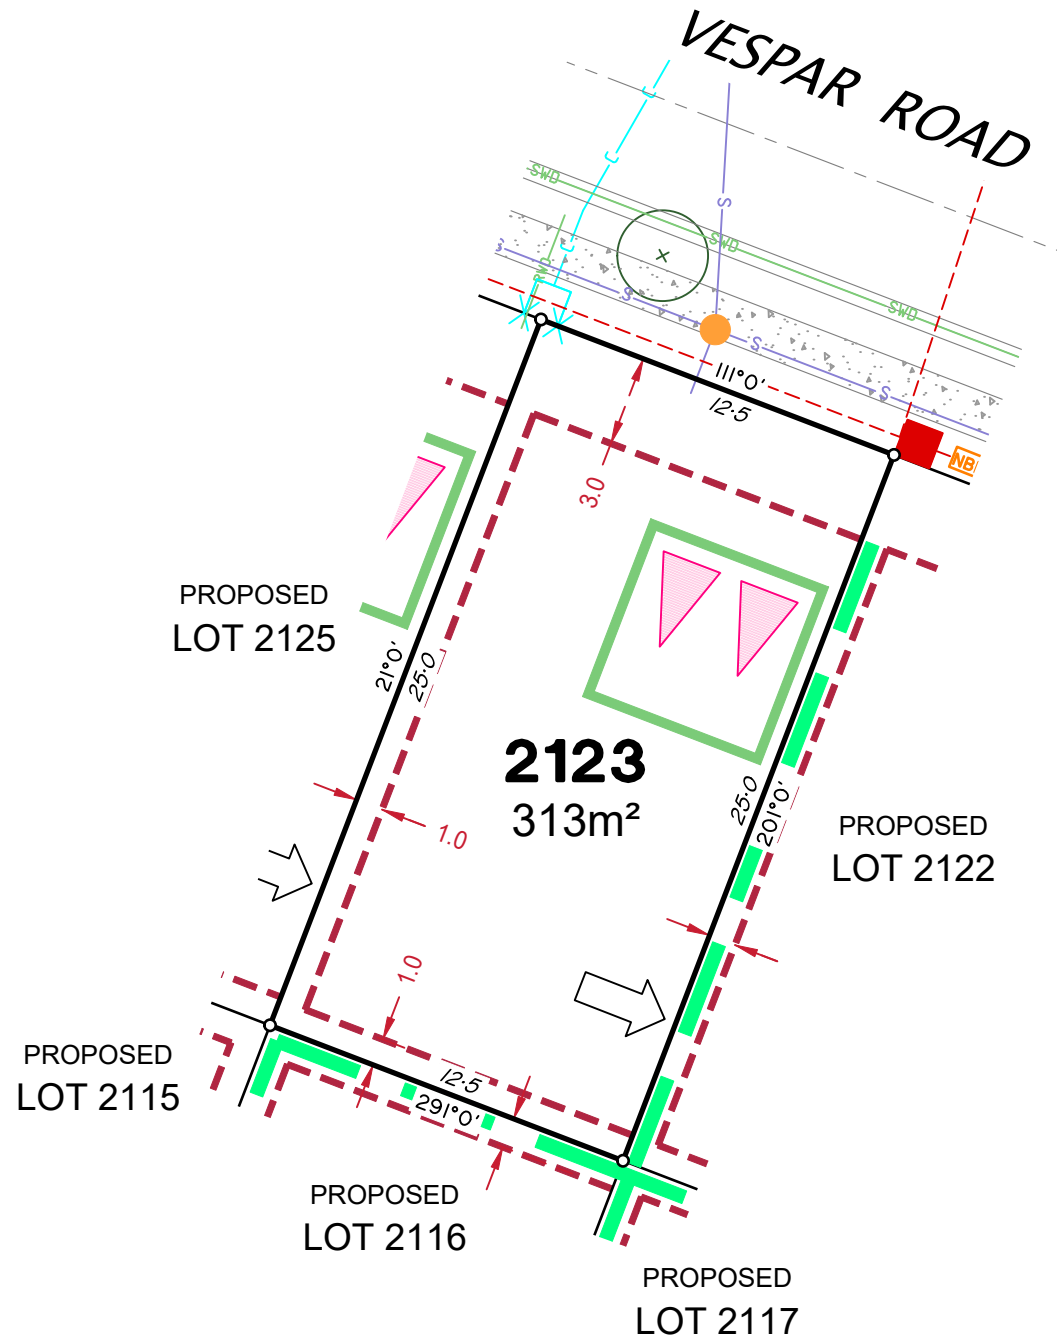 VESPAR ROAD
C
C
C
S
SWD
SWD
SWD
S
RWD
S
S
S
111°0'
12·5
NB
3.0
PROPOSED
LOT 2125
21°0'
25·0
2123
313m²
25·0
201°0'
1.0
PROPOSED
LOT 2122
1.0
PROPOSED
LOT 2115
12·5
291°0'
PROPOSED
LOT 2116
PROPOSED
LOT 2117